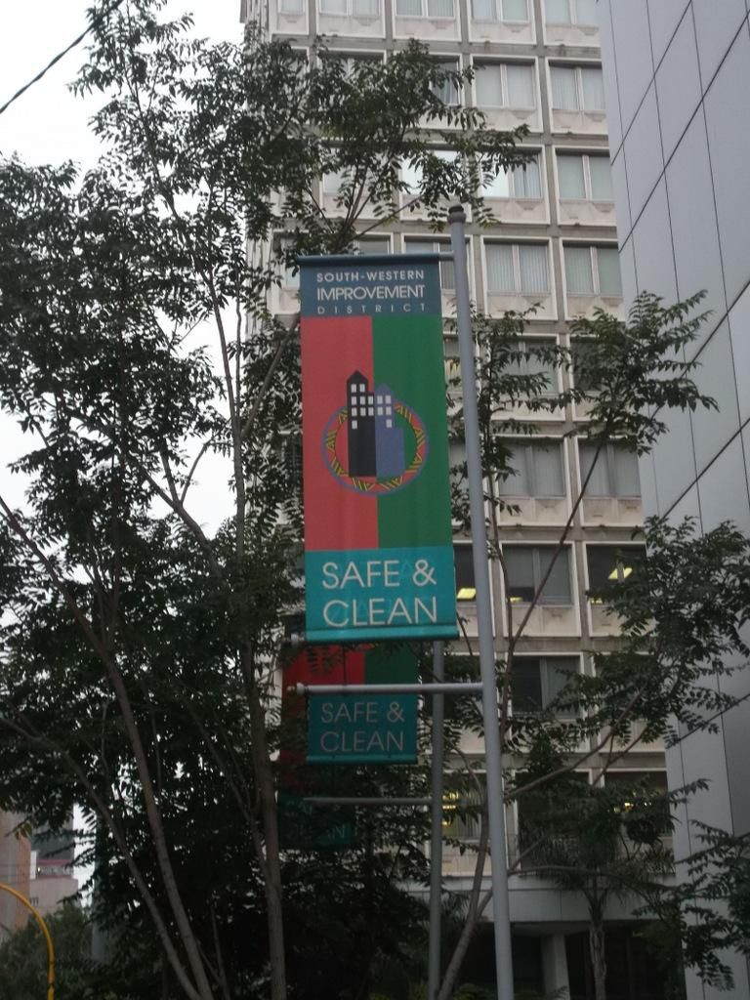 SOUTH-WESTERN
IMPROVEMENT
DISTRICT
SAFE &
CLEAN
SAFE &
CLEAN